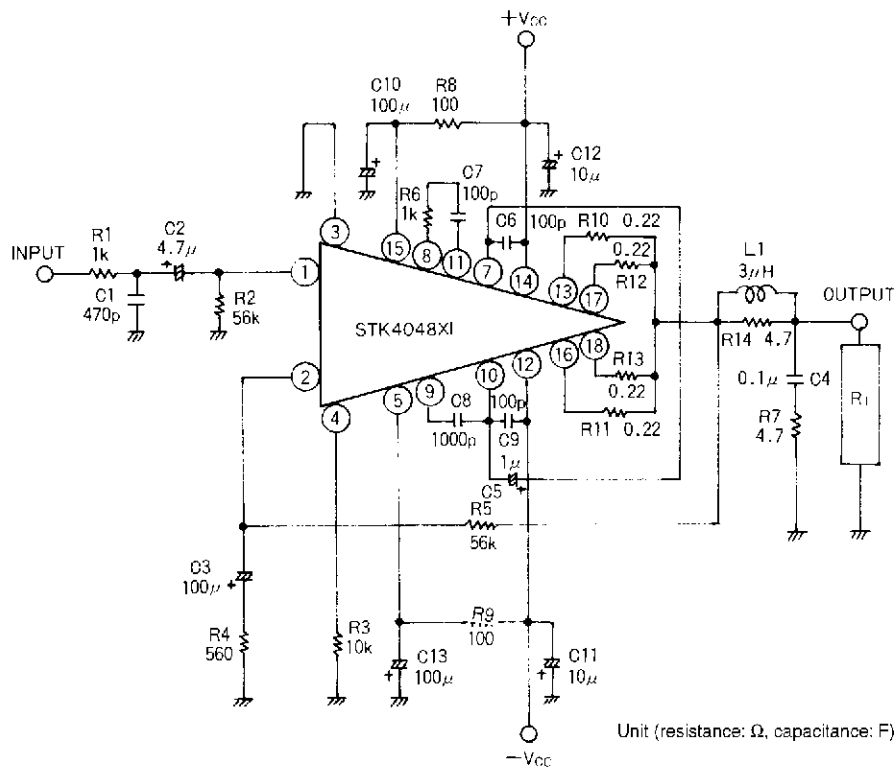 +VCC
C10
100μ
R8
100
C12
10μ
C7
100p
R6
1k
C6
100p
R10
0.22
0.22
R12
L1
3μH
INPUT
R1
1k
C2
4.7μ
C1
470p
R2
56k
3
15
8
11
7
14
13
17
1
STK4048XI
OUTPUT
R14
4.7
2
4
5
9
10
12
16
18
R13
0.22
R11
0.22
C8
1000p
100p
C9
1μ
C5
0.1μ
C4
R7
4.7
R5
56k
C3
100μ
R4
560
R3
10k
R9
100
C13
100μ
C11
10μ
-VCC
Unit (resistance: Ω, capacitance: F)